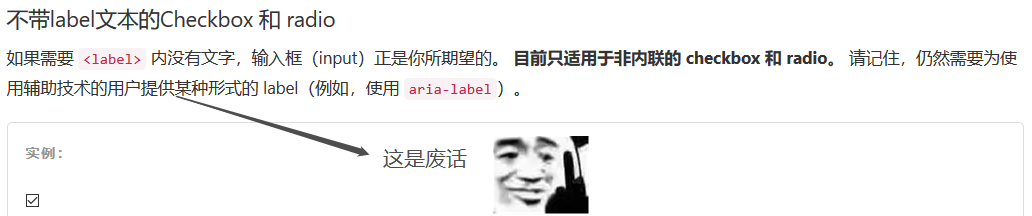 不带label文本的Checkbox 和 radio
如果需要 <label> 内没有文字，输入框（input）正是你所期望的。 目前只适用于非内联的 checkbox 和 radio。 请记住，仍然需要为使
用辅助技术的用户提供某种形式的 label（例如，使用 aria-label）。
实例：
这是废话